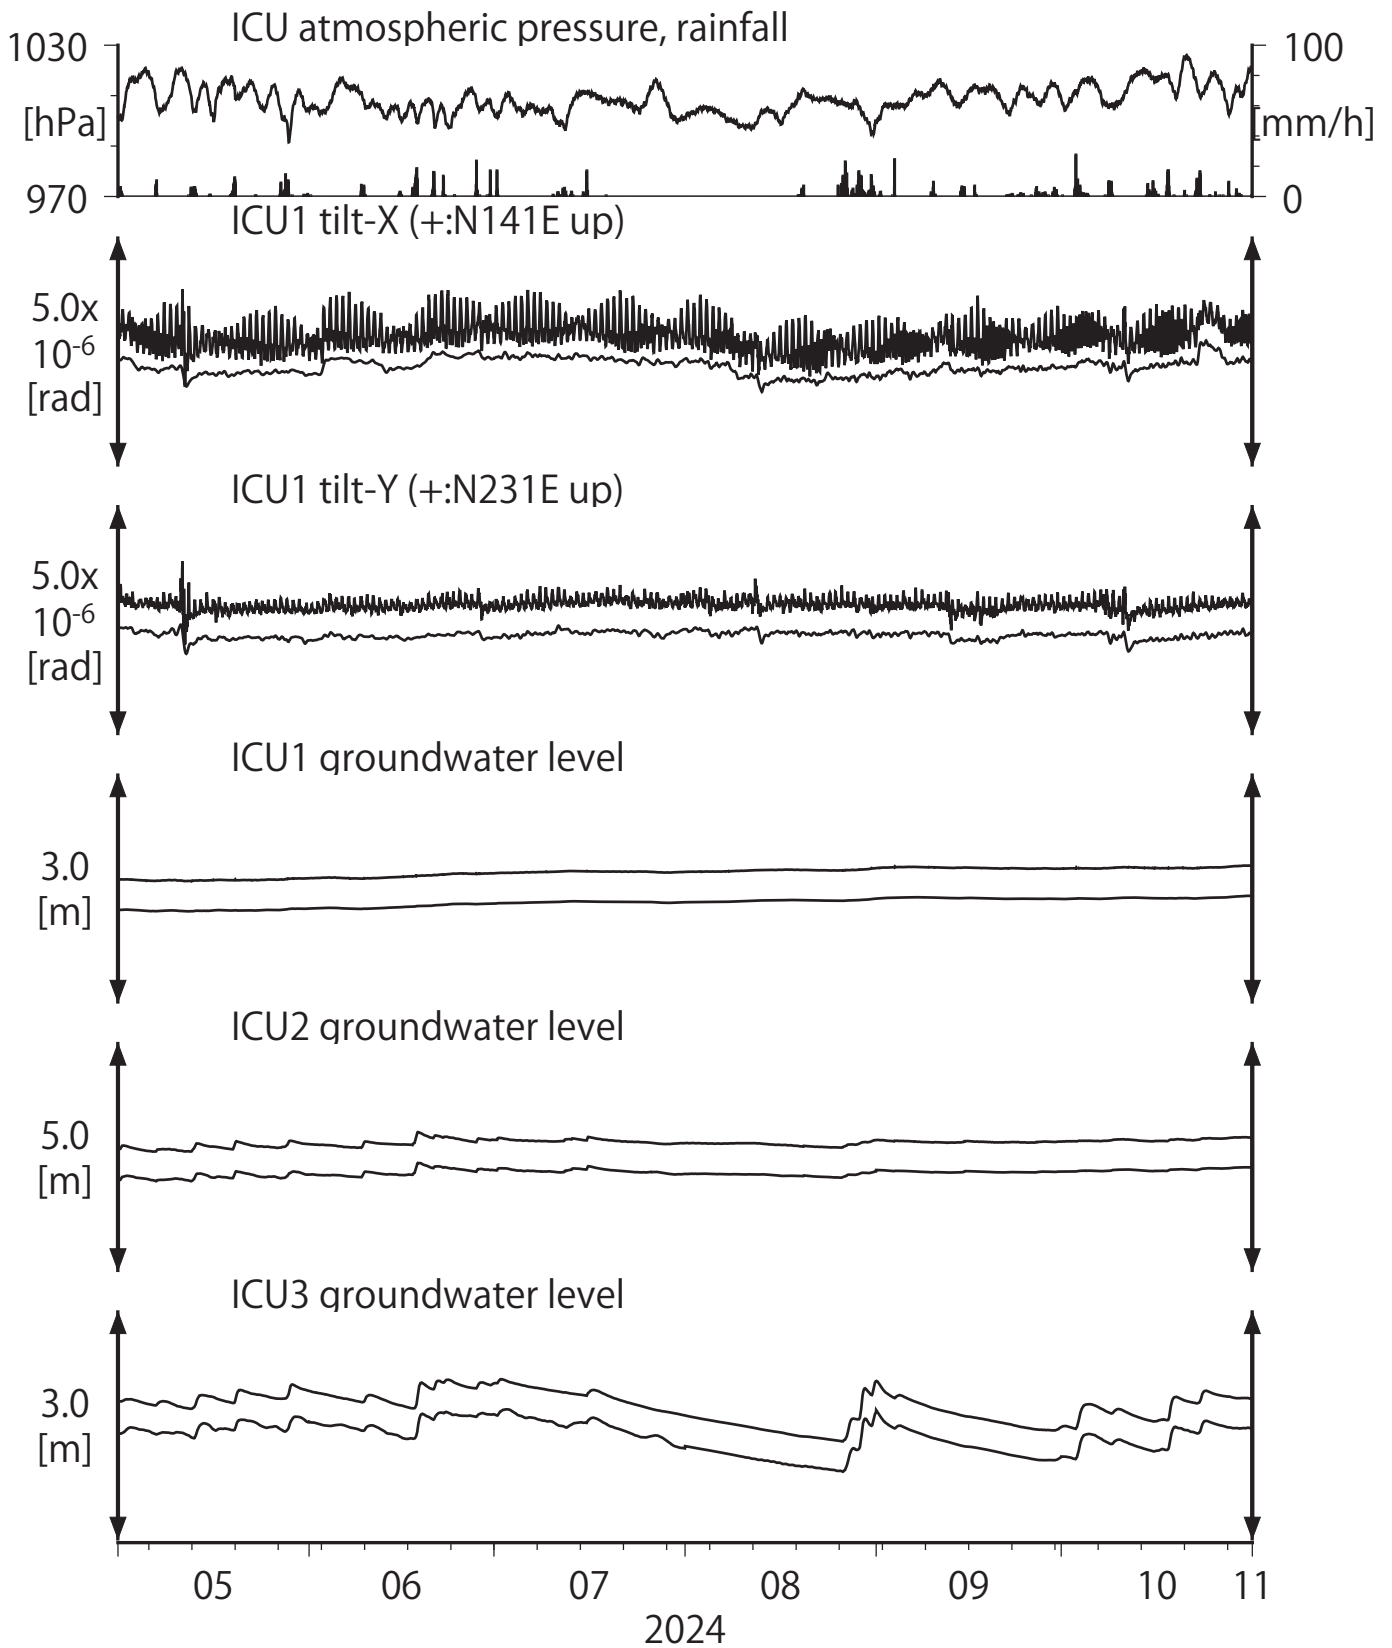 ICU atmospheric pressure, rainfall
1030
100
[hPa]
[mm/h]
970
0
ICU1 tilt-X (+:N141E up)
5.0x
10-6
[rad]
ICU1 tilt-Y (+:N231E up)
5.0x
10-6
[rad]
ICU1 groundwater level
3.0
[m]
ICU2 groundwater level
5.0
[m]
ICU3 groundwater level
3.0
[m]
05 06 07 08 09 10 11
2024